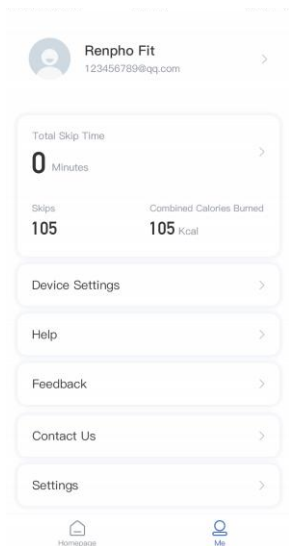 Renpho Fit
123456789@qq.com
Total Skip Time
0 Minutes
Skips Combined Calories Burned
105 105 Kcal
Device Settings
Help
Feedback
Contact Us
Settings
Homepage Me